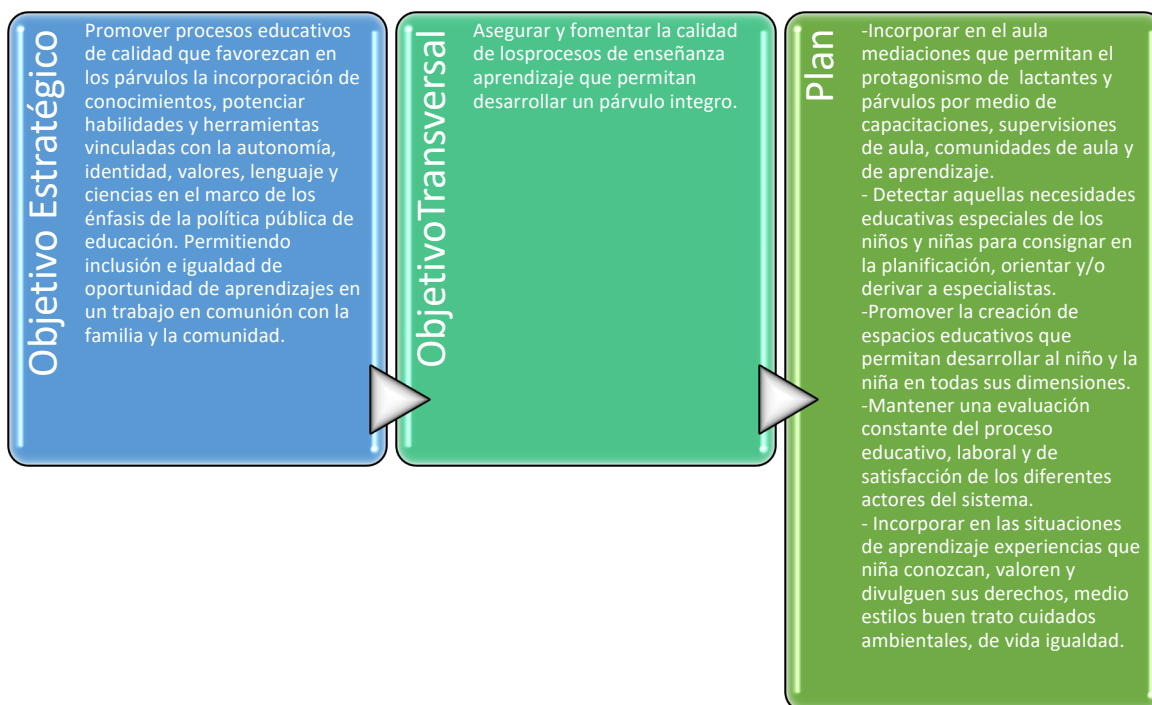 Objetivo Estratégico
Promover procesos educativos
de calidad que favorezcan en
los párvulos la incorporación de
conocimientos, potenciar
habilidades y herramientas
vinculadas con la autonomía,
identidad, valores, lenguaje y
ciencias en el marco de los
énfasis de la política pública de
educación. Permitiendo
inclusión e igualdad de
oportunidad de aprendizajes en
un trabajo en comunión con la
familia y la comunidad.
ObjetivoTransversal
Asegurar y fomentar la calidad
de losprocesos de enseñanza
aprendizaje que permitan
desarrollar un párvulo integro.
Plan
-Incorporar en el aula
mediaciones que permitan el
protagonismo de lactantes y
párvulos por medio de
capacitaciones, supervisiones
de aula, comunidades de aula y
de aprendizaje.
- Detectar aquellas necesidades
educativas especiales de los
niños y niñas para consignar en
la planificación, orientar y/o
derivar a especialistas.
-Promover la creación de
espacios educativos que
permitan desarrollar al niño y la
niña en todas sus dimensiones.
-Mantener una evaluación
constante del proceso
educativo, laboral y de
satisfacción de los diferentes
actores del sistema.
- Incorporar en las situaciones
de aprendizaje experiencias que
niña conozcan, valoren y
divulguen sus derechos, medio
estilos buen trato cuidados
ambientales, de vida igualdad.